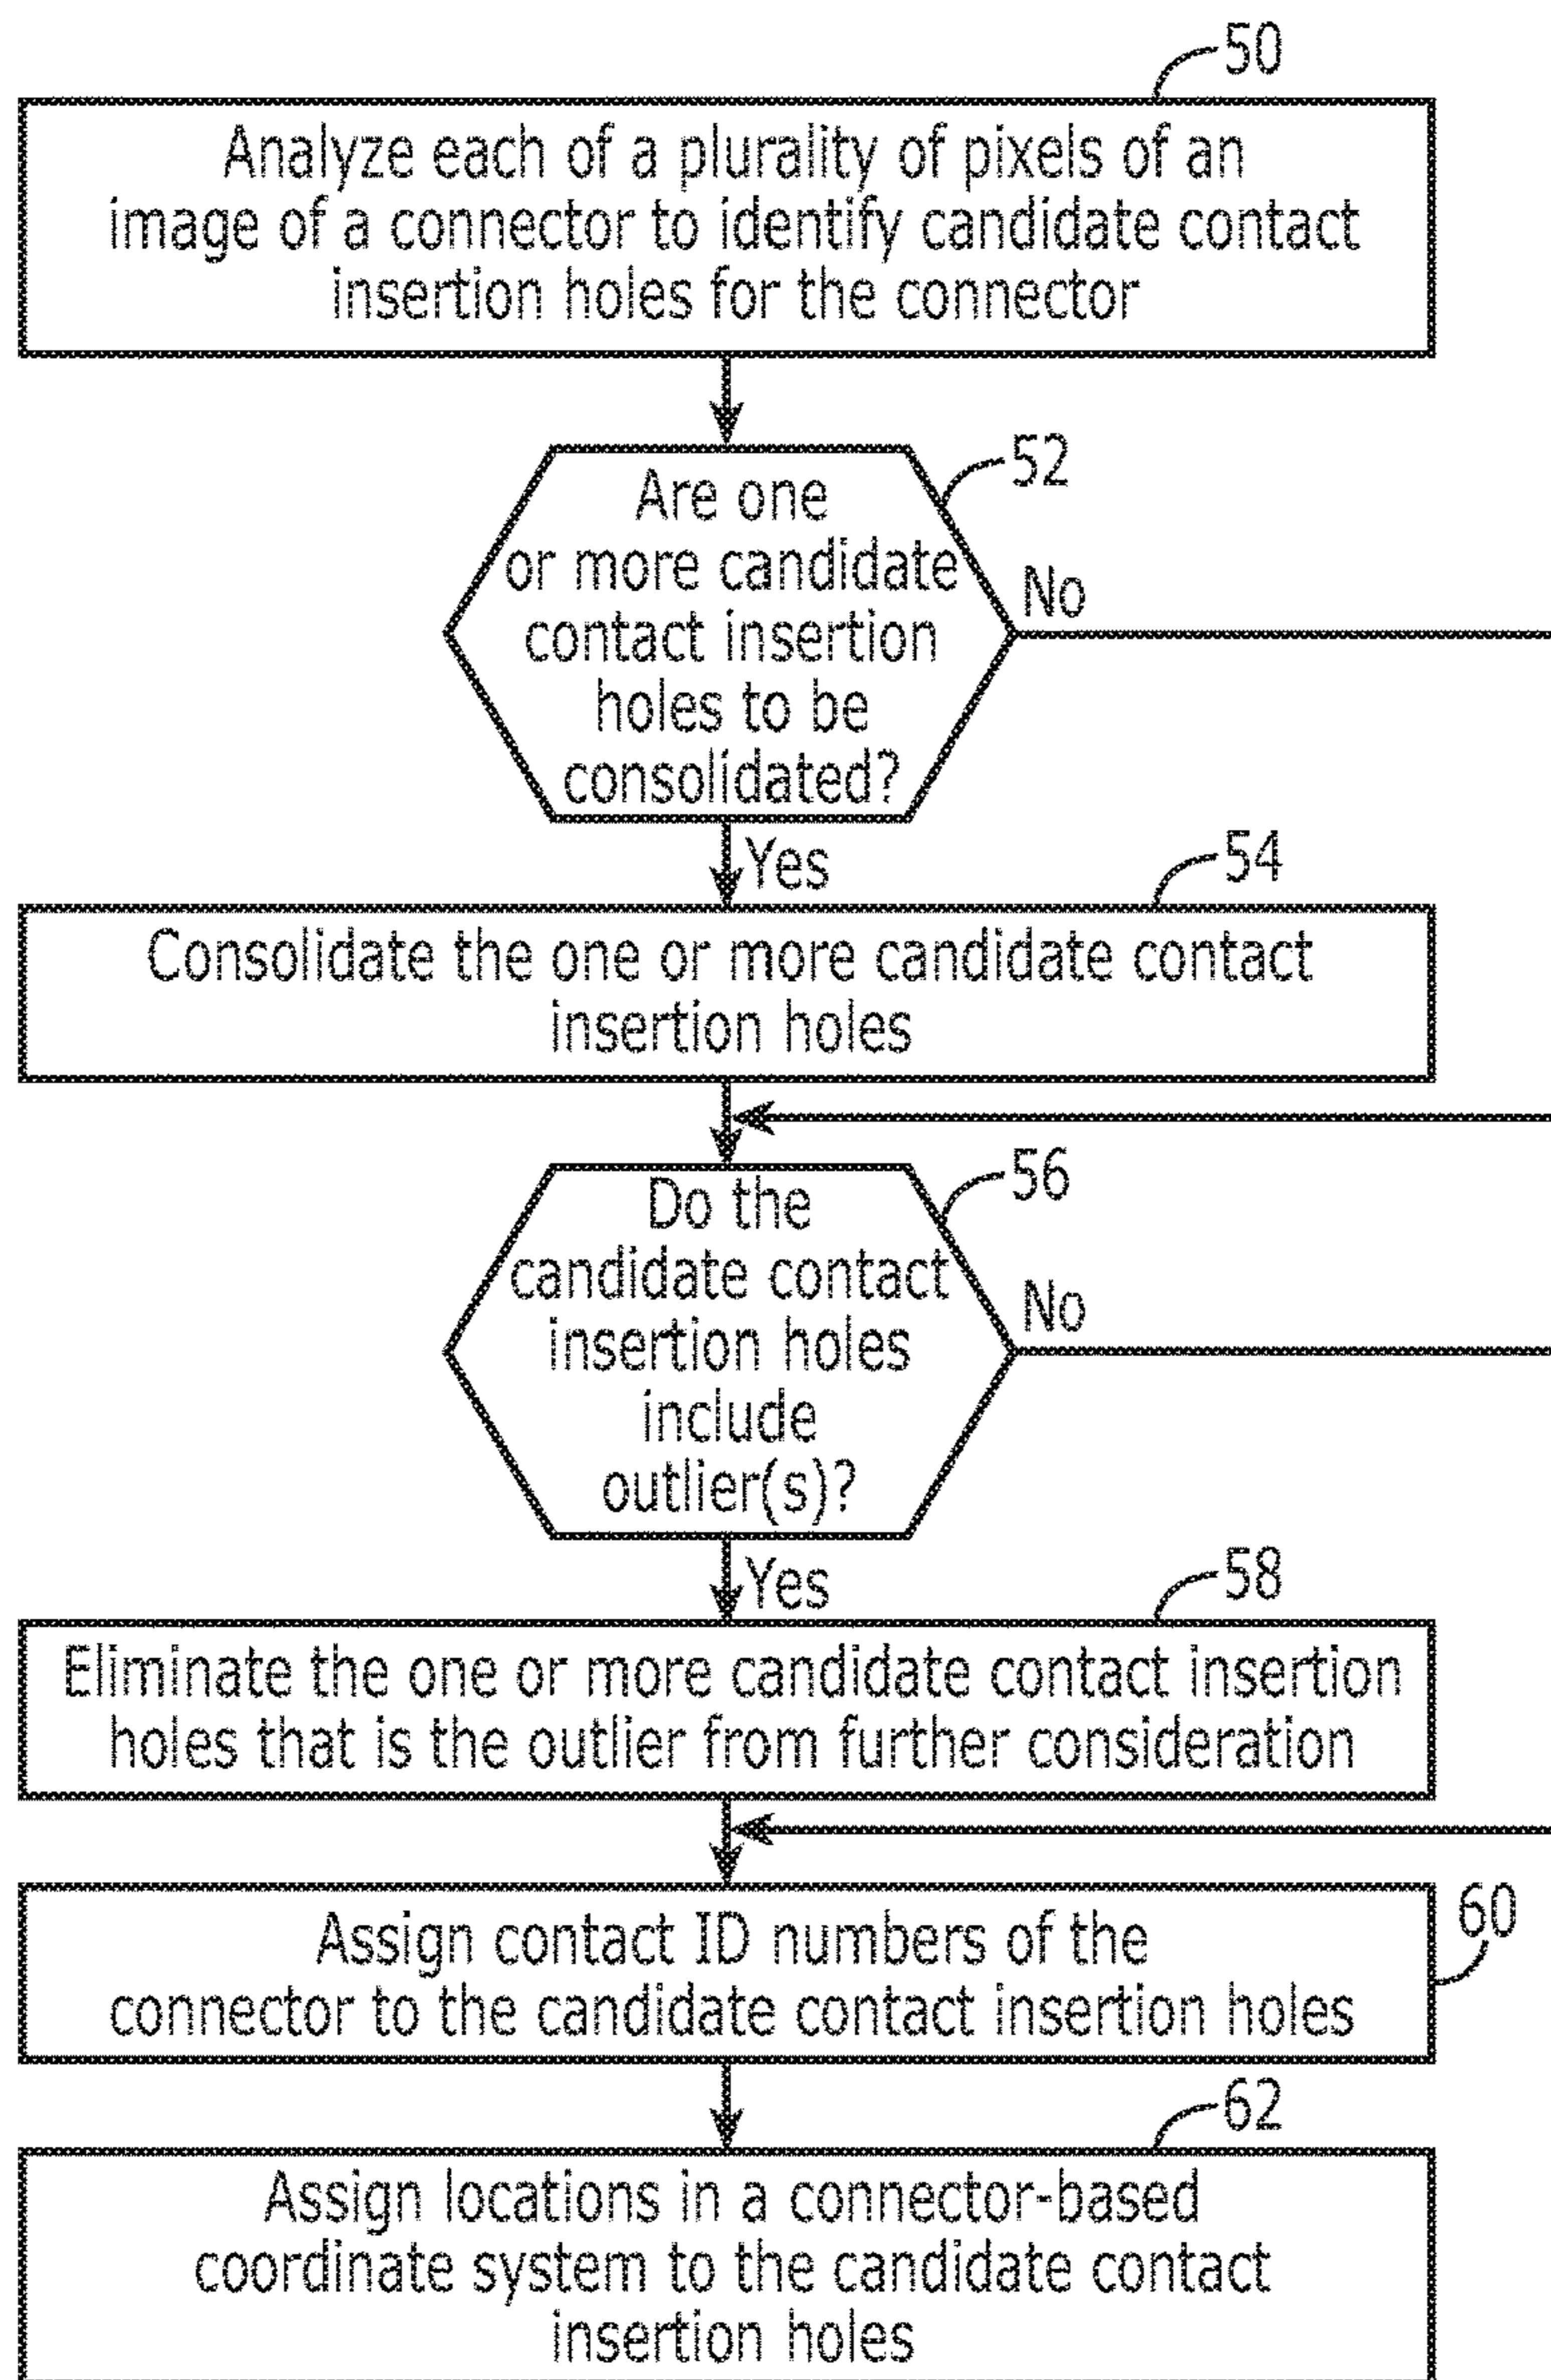 50
Analyze each of a plurality of pixels of an
image of a connector to identify candidate contact
insertion holes for the connector
52
Are one
or more candidate
contact insertion
holes to be
consolidated?
No
Yes
54
Consolidate the one or more candidate contact
insertion holes
56
Do the
candidate contact
insertion holes
include
outlier(s)?
No
Yes
58
Eliminate the one or more candidate contact insertion
holes that is the outlier from further consideration
60
Assign contact ID numbers of the
connector to the candidate contact insertion holes
62
Assign locations in a connector-based
coordinate system to the candidate contact
insertion holes